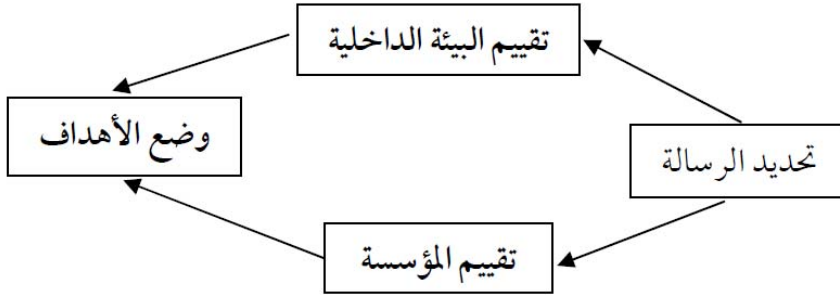 تقييم البيئة الداخلية
تحديد الرسالة
وضع الأهداف
تقييم المؤسسة